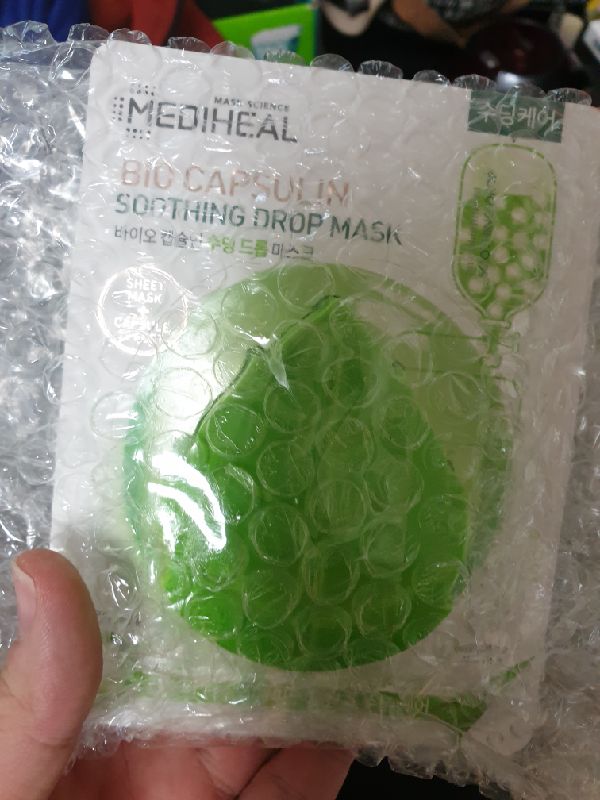 MASK SCIENCE
MEDIHEAL
수딩케어
BIO CAPSULIN
SOOTHING DROP MASK
바이오 캡슐린 수딩 드롭 마스크
SHEET
MASK
+
CAPSULE